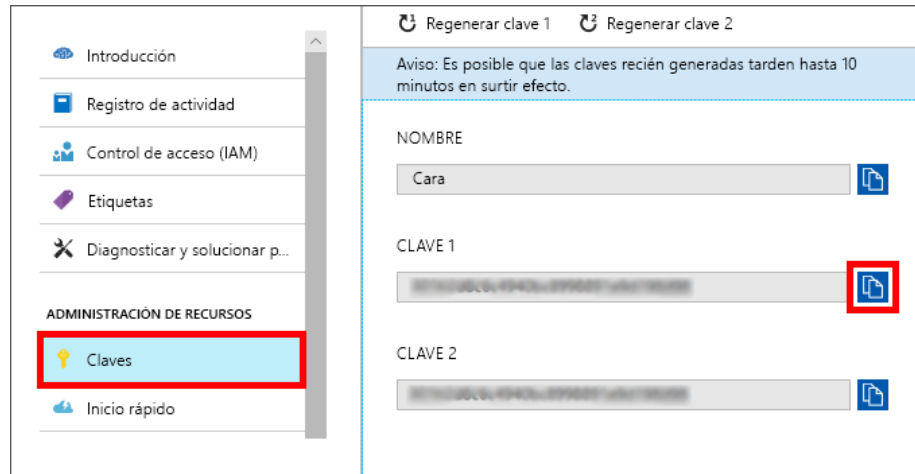 Introducción
Registro de actividad
Control de acceso (IAM)
Etiquetas
Diagnosticar y solucionar p...
ADMINISTRACIÓN DE RECURSOS
Claves
Inicio rápido
Regenerar clave 1
Regenerar clave 2
Aviso: Es posible que las claves recién generadas tarden hasta 10
minutos en surtir efecto.
NOMBRE
Cara
CLAVE 1
CLAVE 2